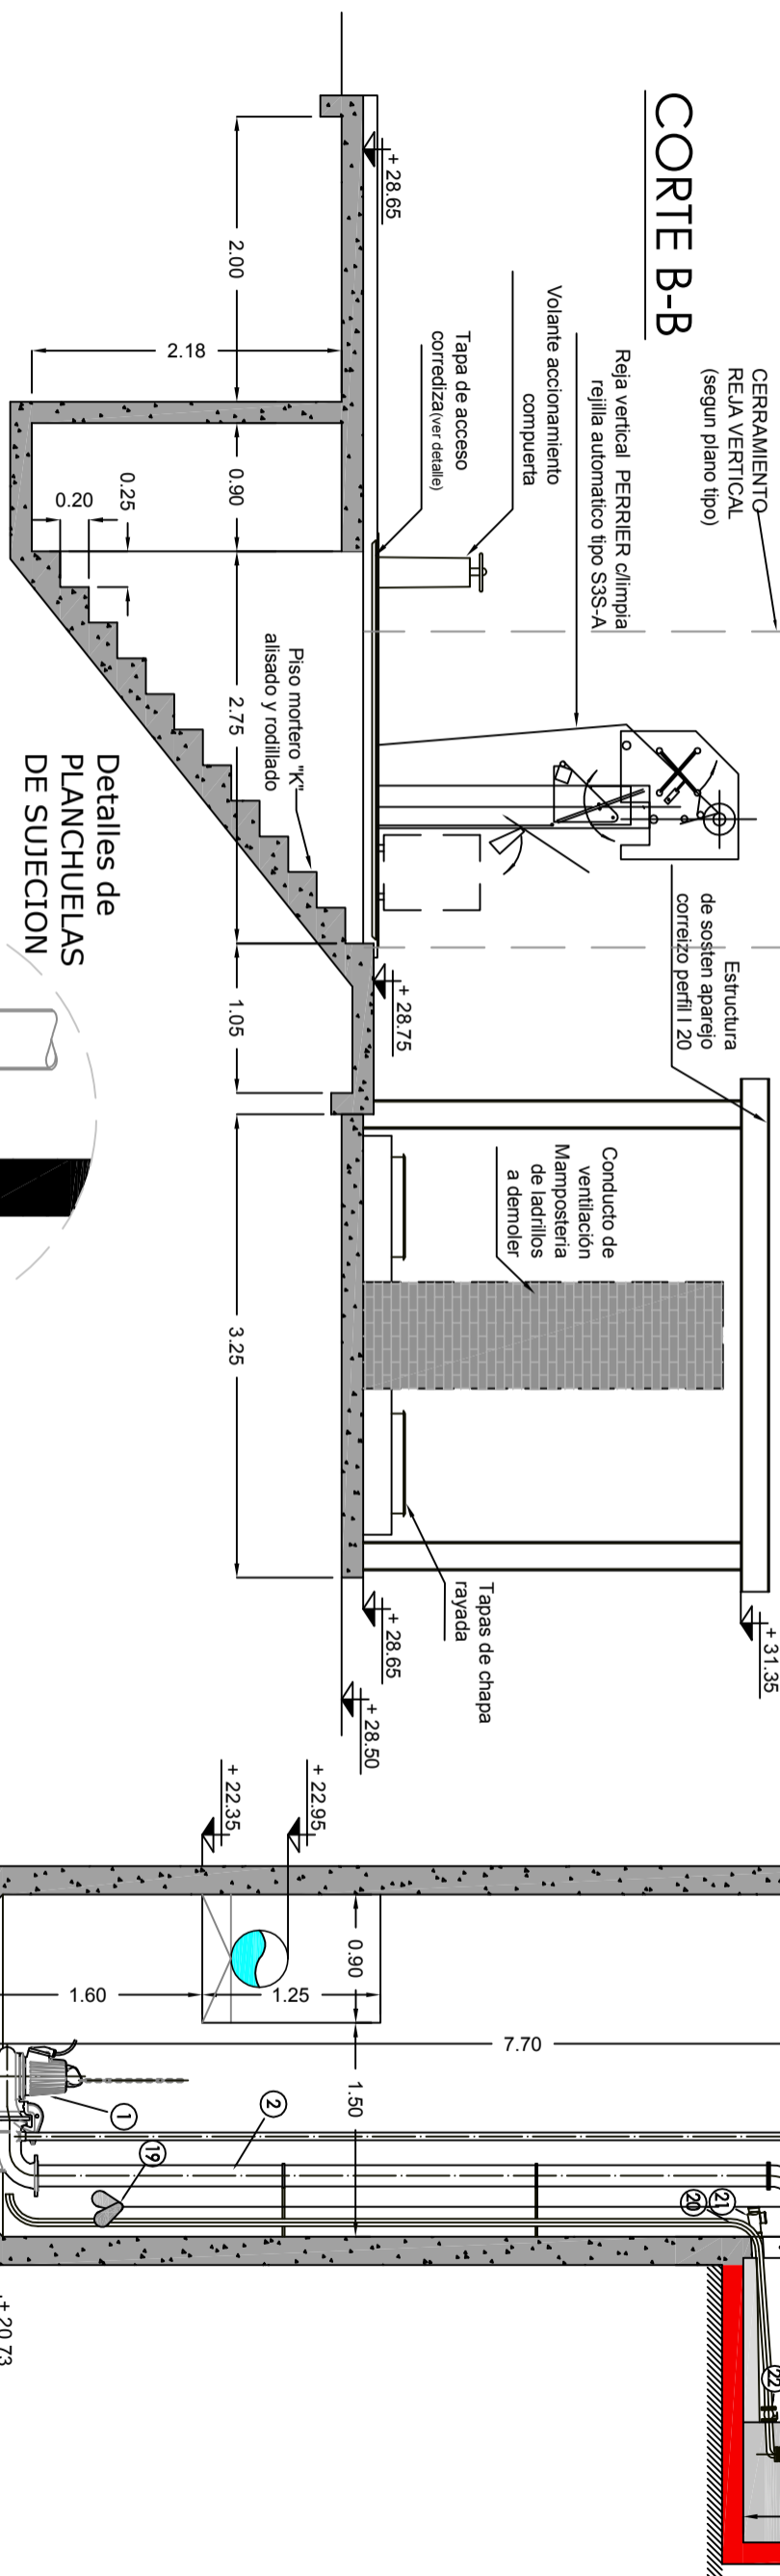 CORTE B-B
CERRAMIENTO
REJA VERTICAL
(segun plano tipo)
Reja vertical PERRIER c/limpia
rejilla automatico tipo S3S-A
Volante accionamiento
compuerta
Tapa de acceso
corrediza(ver detalle)
Estructura
de sosten aparejo
correizo perfil I 20
Conducto de
ventilación
Mamposteria
de ladrillos
a demoler
Tapas de chapa
rayada
+ 28.65
+ 28.75
+ 31.35
+ 28.65
+ 28.50
2.00
2.18
0.90
0.25
0.20
2.75
1.05
3.25
Piso mortero "K"
alisado y rodillado
Detalles de
PLANCHUELAS
DE SUJECION
+ 22.95
+ 22.35
0.90
1.25
1.60
7.70
1.50
1
2
19
20
21
22
+ 20.73